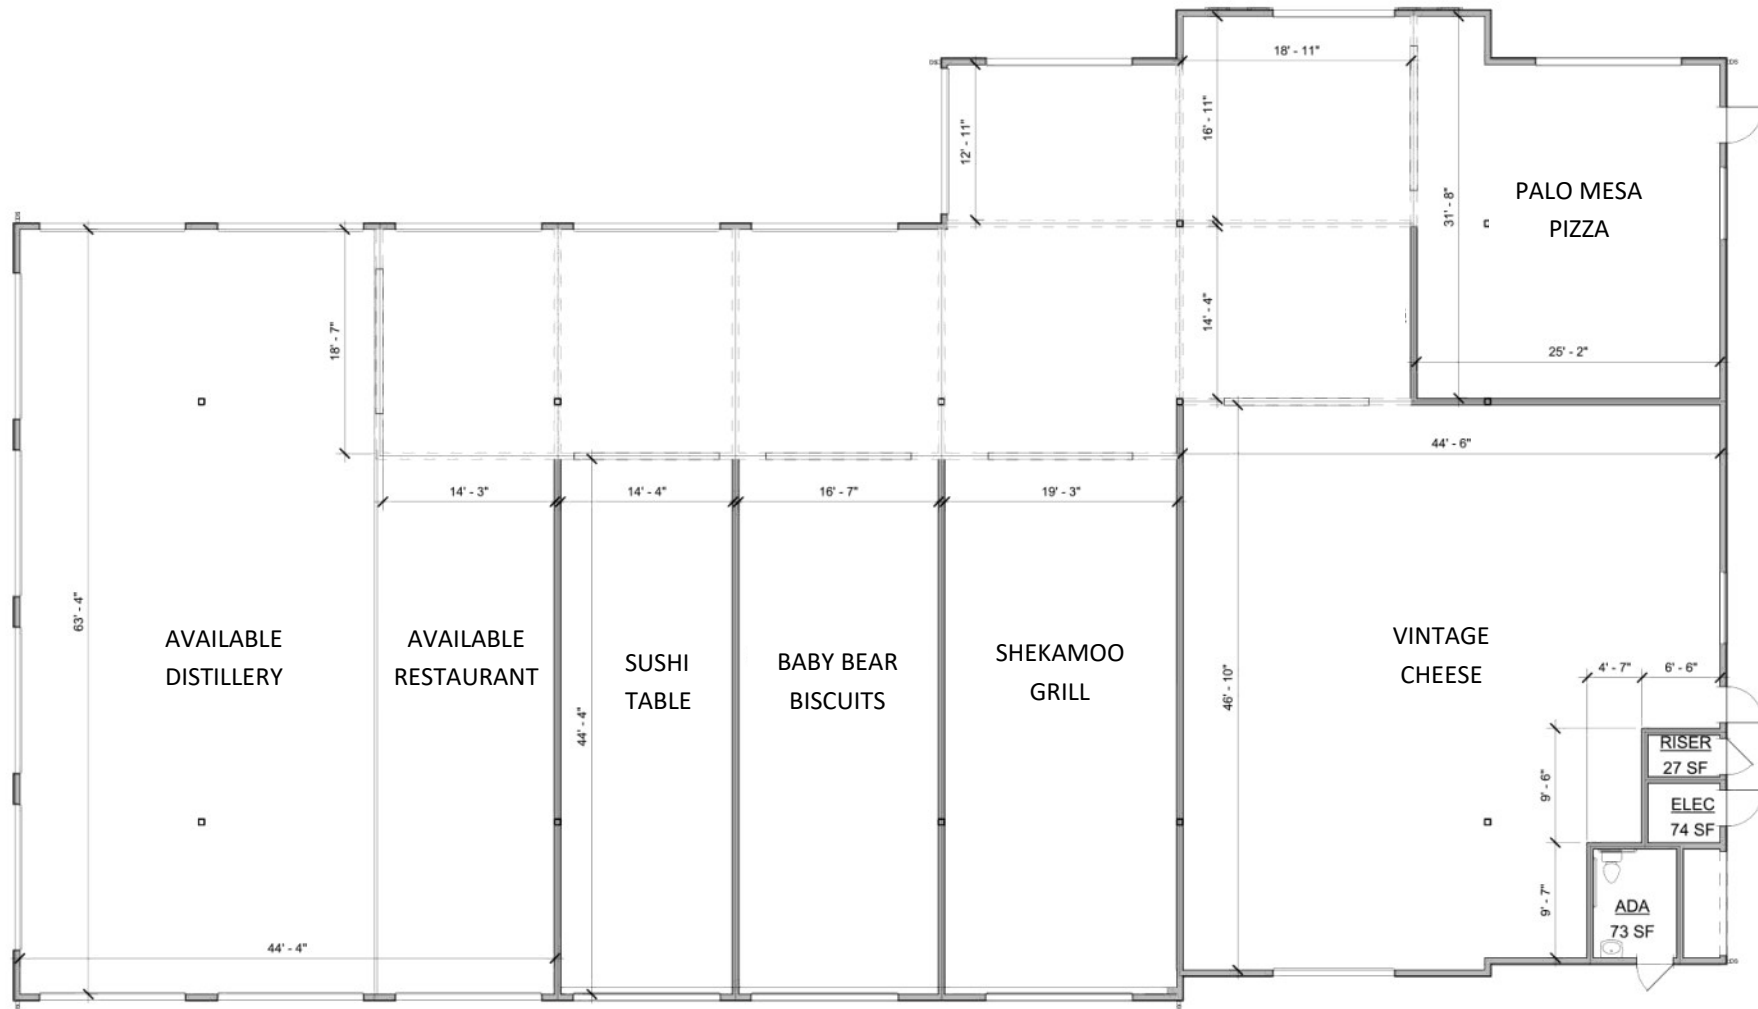 18' - 11"
12' - 11"
16' - 11"
31' - 8"
PALO MESA
PIZZA
18' - 7"
14' - 4"
25' - 2"
44' - 6"
14' - 3"
14' - 4"
16' - 7"
19' - 3"
63' - 4"
AVAILABLE
DISTILLERY
AVAILABLE
RESTAURANT
SUSHI
TABLE
BABY BEAR
BISCUITS
SHEKAMOO
GRILL
VINTAGE
CHEESE
44' - 4"
46' - 10"
4' - 7"
6' - 6"
RISER
27 SF
9' - 6"
ELEC
74 SF
9' - 7"
ADA
73 SF
44' - 4"